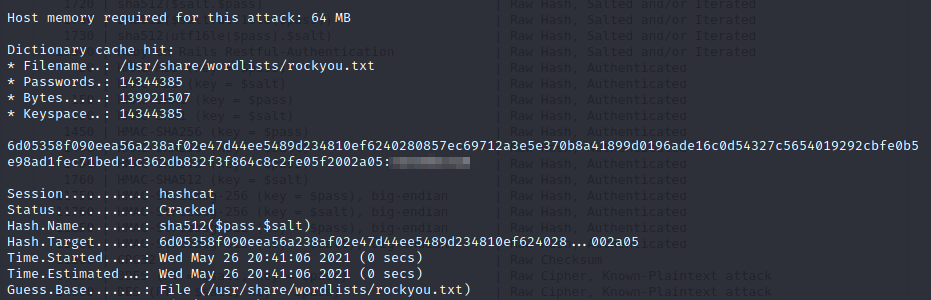 Host memory required for this attack: 64 MB
Dictionary cache hit:
* Filename..: /usr/share/wordlists/rockyou.txt
* Passwords.: 14344385
* Bytes.....: 139921507
* Keyspace..: 14344385
6d05358f090eea56a238af02e47d44ee5489d234810ef6240280857ec69712a3e5e370b8a41899d0196ade16c0d54327c5654019292cbfe0b5
e98ad1fec71bed:1c362db832f3f864c8c2fe05f2002a05:
Session..........: hashcat
Status...........: Cracked
Hash.Name........: sha512($pass.$salt)
Hash.Target......: 6d05358f090eea56a238af02e47d44ee5489d234810ef624028...002a05
Time.Started.....: Wed May 26 20:41:06 2021 (0 secs)
Time.Estimated...: Wed May 26 20:41:06 2021 (0 secs)
Guess.Base.......: File (/usr/share/wordlists/rockyou.txt)